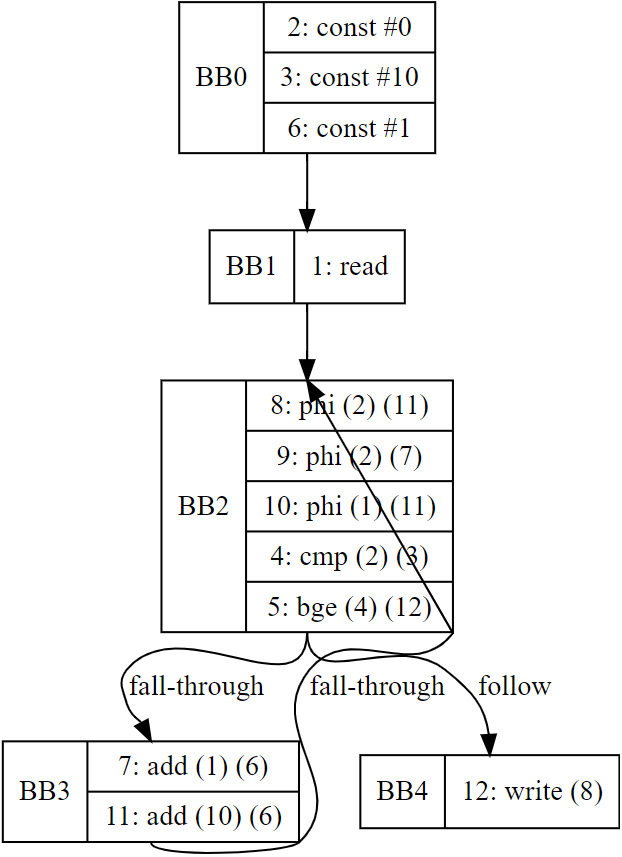 BB0
2: const #0
3: const #10
6: const #1
BB1
1: read
BB2
8: phi (2) (11)
9: phi (2) (7)
10: phi (1) (11)
4: cmp (2) (3)
5: bge (4) (12)
fall-through
fall-through
follow
BB3
7: add (1) (6)
11: add (10) (6)
BB4
12: write (8)